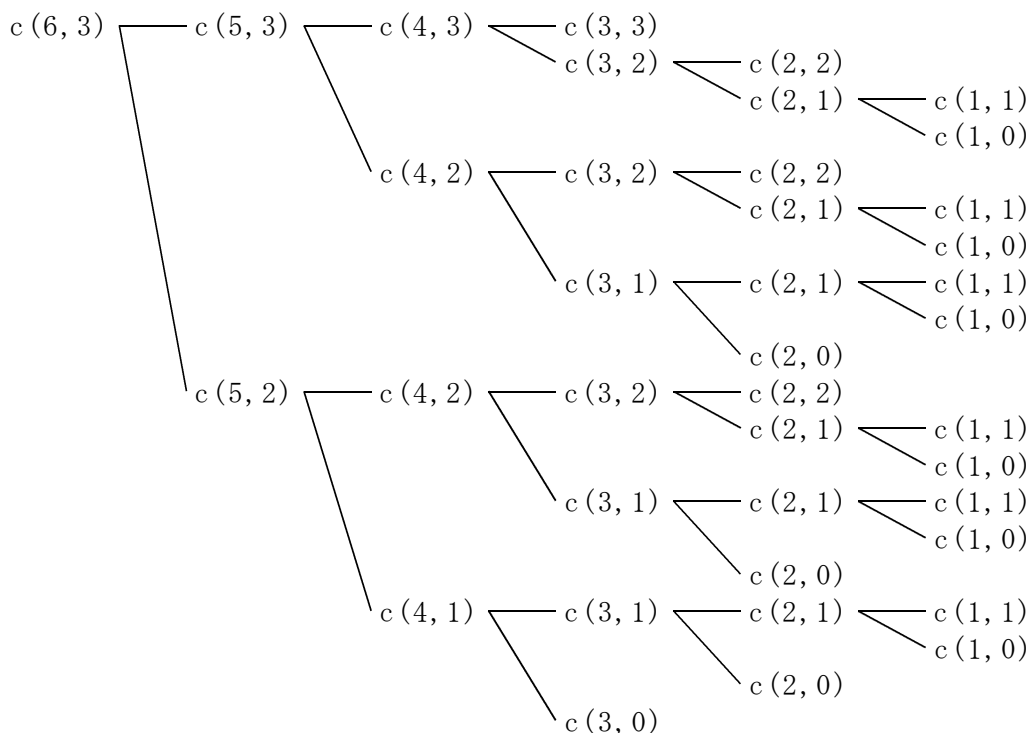 c(6,3) c(5,3) c(4,3) c(3,3)
c(3,2) c(2,2)
c(2,1) c(1,1)
c(1,0)
c(4,2) c(3,2) c(2,2)
c(2,1) c(1,1)
c(1,0)
c(3,1) c(2,1) c(1,1)
c(1,0)
c(2,0)
c(5,2) c(4,2) c(3,2) c(2,2)
c(2,1) c(1,1)
c(1,0)
c(3,1) c(2,1) c(1,1)
c(1,0)
c(2,0)
c(4,1) c(3,1) c(2,1) c(1,1)
c(1,0)
c(2,0)
c(3,0)